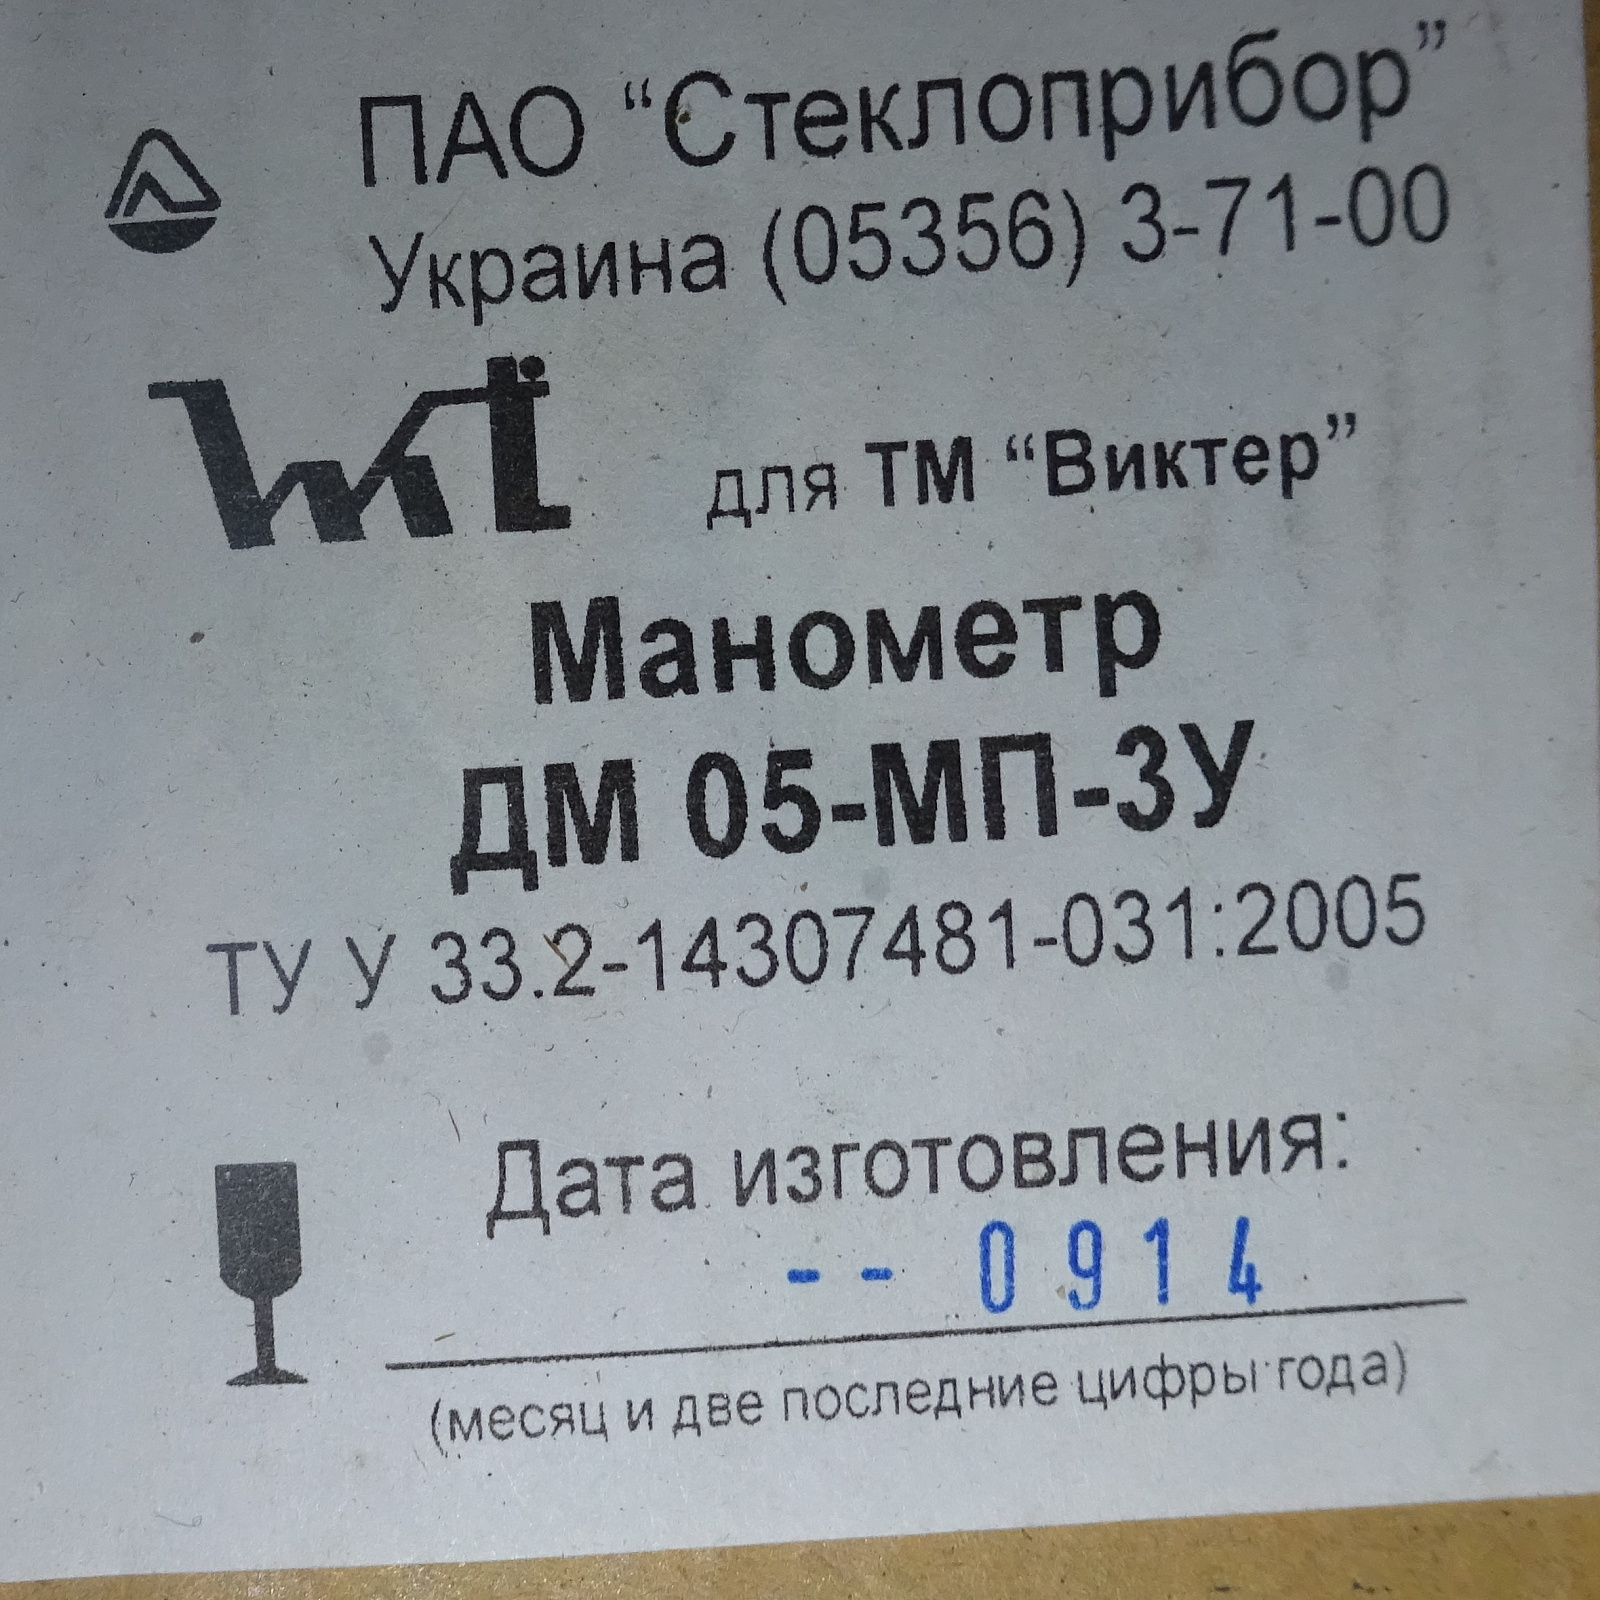 ПАО “Стеклоприбор”
Украина (05356) 3-71-00
для ТМ “Виктер”
Манометр
ДМ 05-МП-3У
ТУ У 33.2-14307481-031:2005
Дата изготовления:
-- 0914
(месяц и две последние цифры года)